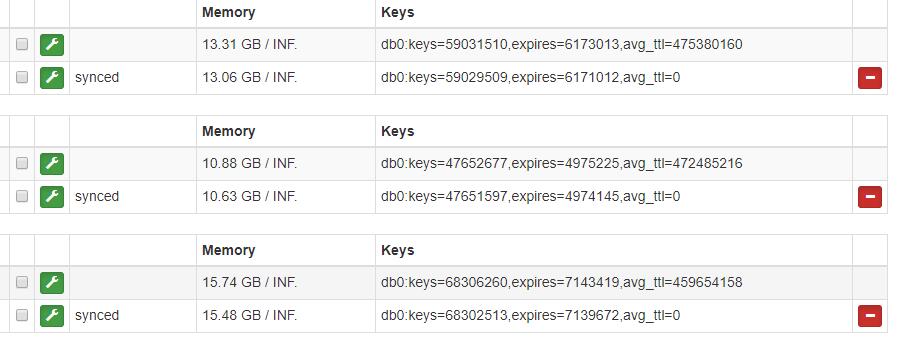 Memory Keys
13.31 GB / INF. db0:keys=59031510,expires=6173013,avg_ttl=475380160
synced 13.06 GB / INF. db0:keys=59029509,expires=6171012,avg_ttl=0
Memory Keys
10.88 GB / INF. db0:keys=47652677,expires=4975225,avg_ttl=472485216
synced 10.63 GB / INF. db0:keys=47651597,expires=4974145,avg_ttl=0
Memory Keys
15.74 GB / INF. db0:keys=68306260,expires=7143419,avg_ttl=459654158
synced 15.48 GB / INF. db0:keys=68302513,expires=7139672,avg_ttl=0